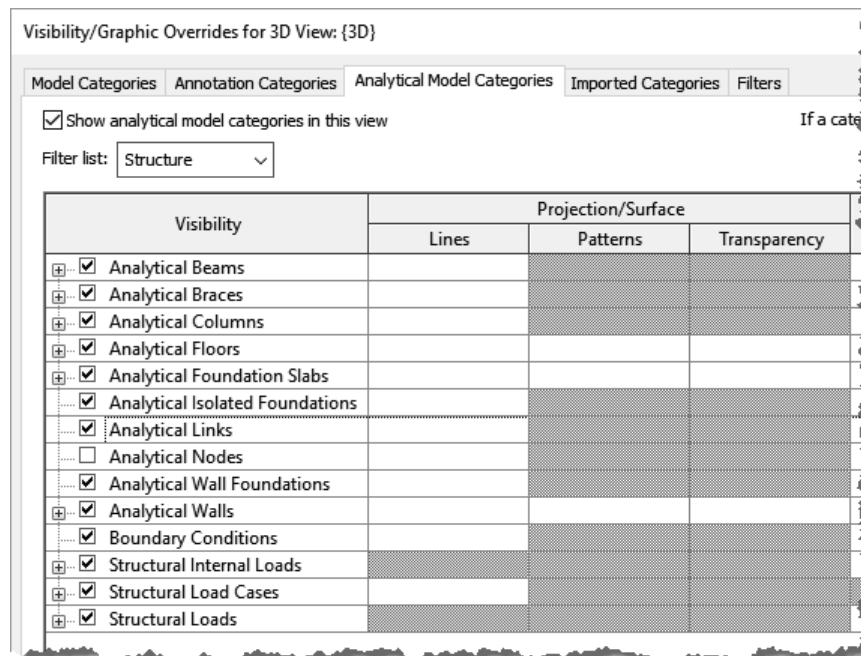 Visibility/Graphic Overrides for 3D View: {3D}
Model Categories Annotation Categories Analytical Model Categories Imported Categories Filters
Show analytical model categories in this view If a
Filter list: Structure
Visibility Projection/Surface
Lines Patterns Transparency
Analytical Beams
Analytical Braces
Analytical Columns
Analytical Floors
Analytical Foundation Slabs
Analytical Isolated Foundations
Analytical Links
Analytical Nodes
Analytical Wall Foundations
Analytical Walls
Boundary Conditions
Structural Internal Loads
Structural Load Cases
Structural Loads